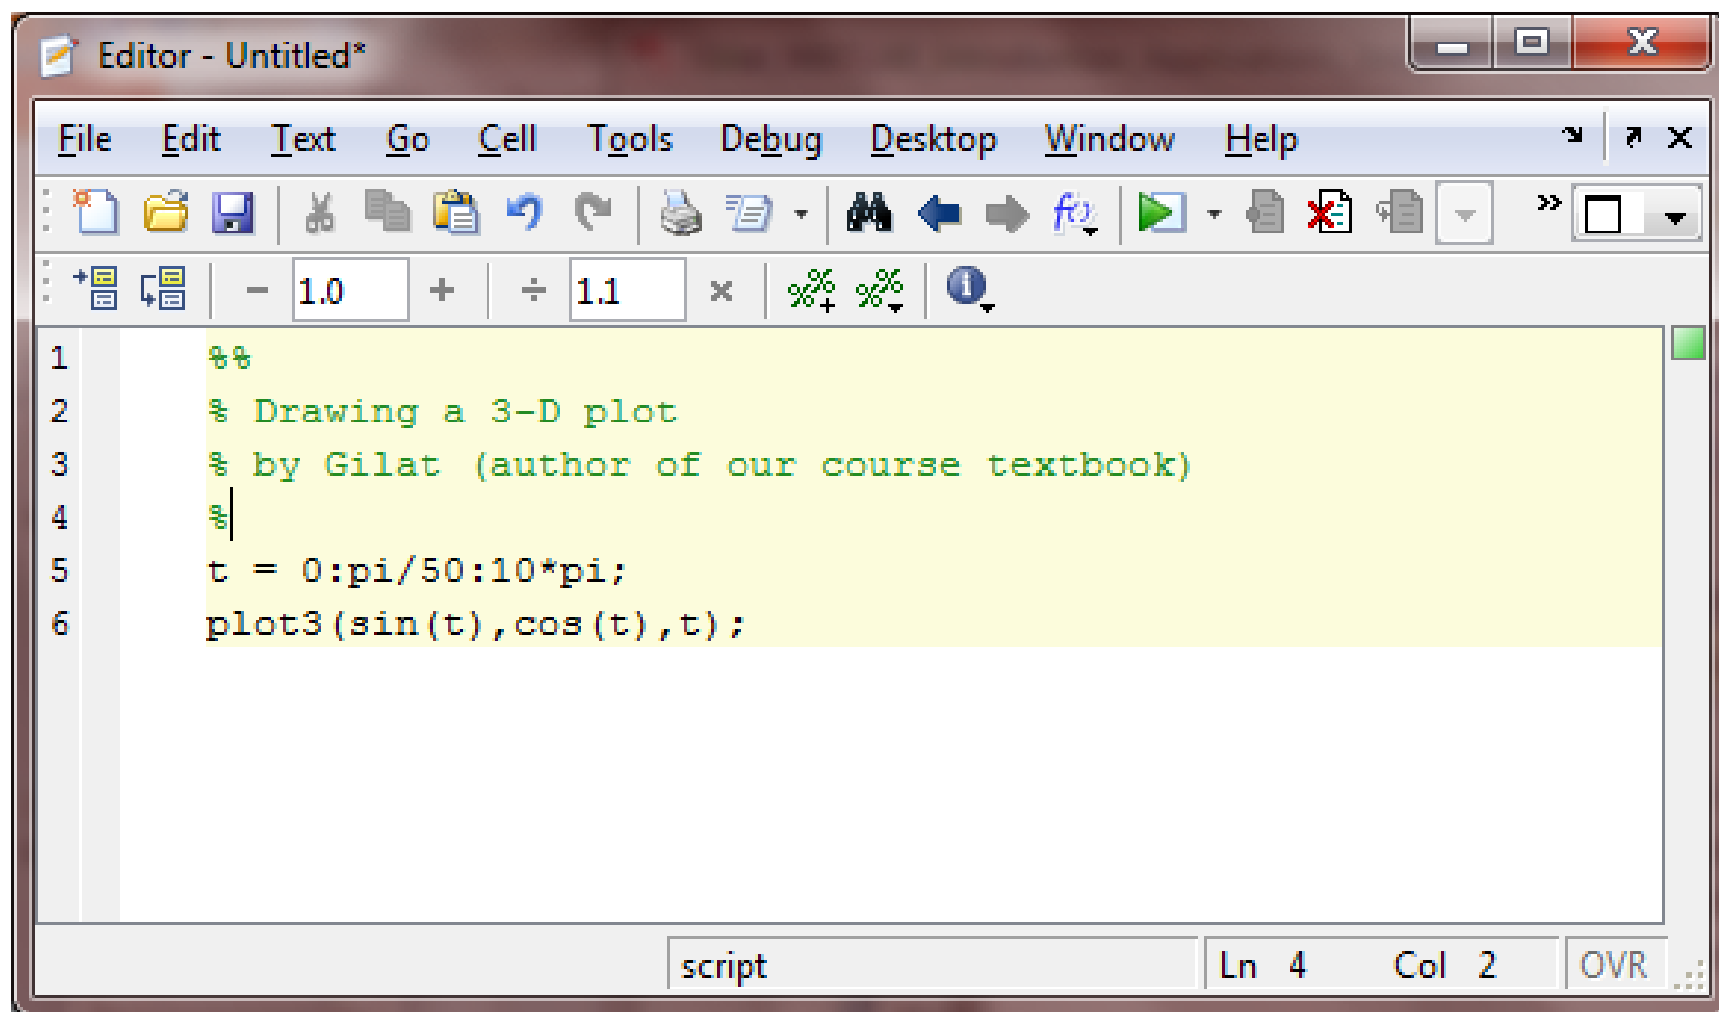 Editor - Untitled*
File Edit Text Go Cell Tools Debug Desktop Window Help
- 1.0 + ÷ 1.1 ×
1 %%
2 % Drawing a 3-D plot
3 % by Gilat (author of our course textbook)
4 %
5 t = 0:pi/50:10*pi;
6 plot3(sin(t),cos(t),t);
script Ln 4 Col 2 OVR